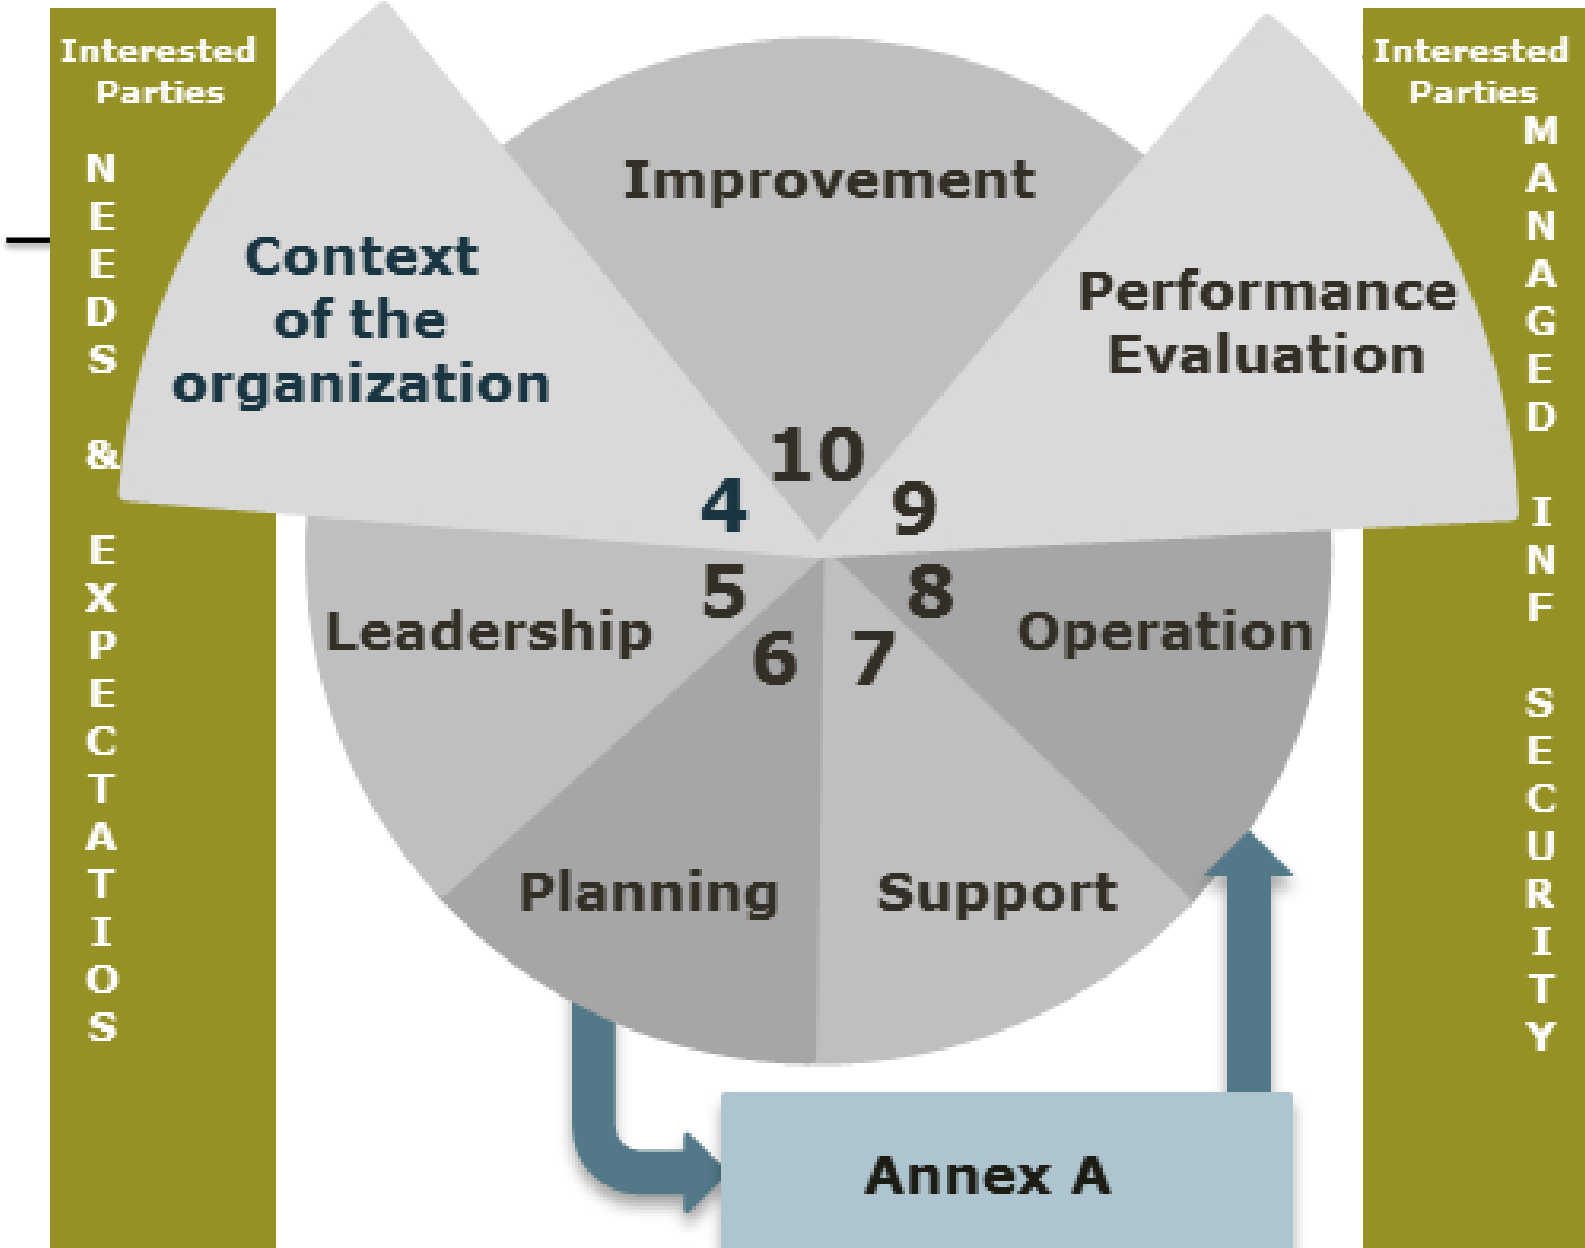 Interested
Parties
NEEDS & EXPECTATIOS
Context
of the
organization
4
Improvement
10
Performance
Evaluation
9
Interested
Parties
MANAGED INF SECURITY
5
Leadership
6
Planning
7
Support
8
Operation
Annex A